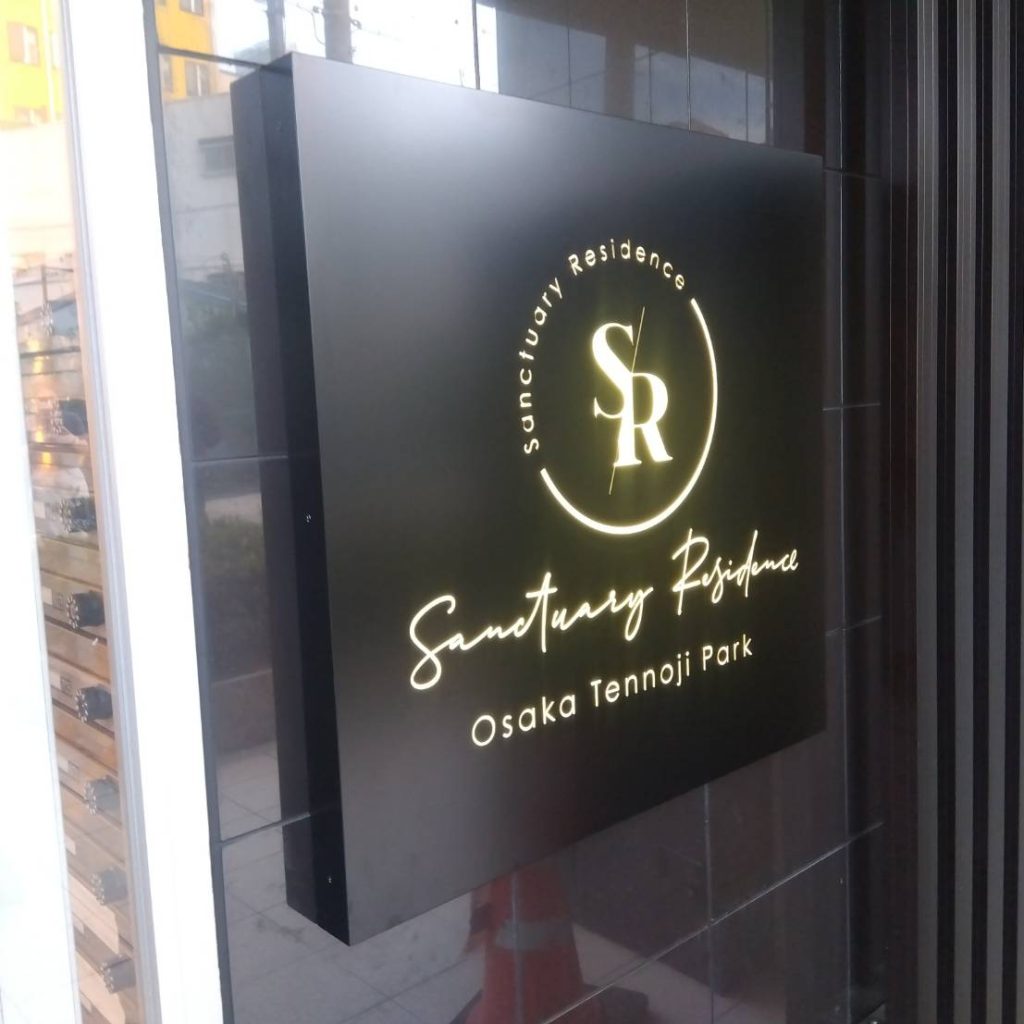 Sanctuary Residence
SR
Sanctuary Residence
Osaka Tennoji Park